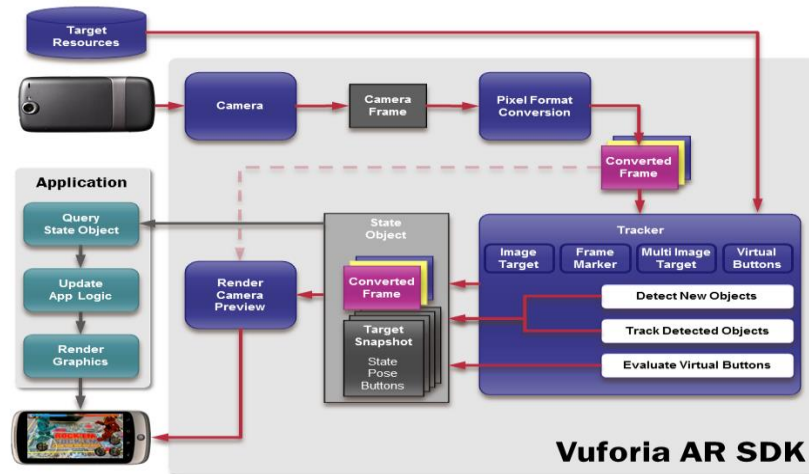 Target
Resources
Camera
Camera
Frame
Pixel Format
Conversion
Converted
Frame
Application
Query
State Object
Update
App Logic
Render
Graphics
Render
Camera
Preview
State
Object
Converted
Frame
Target
Snapshot
State
Pose
Buttons
Tracker
Image
Target
Frame
Marker
Multi Image
Target
Virtual
Buttons
Detect New Objects
Track Detected Objects
Evaluate Virtual Buttons
Vuforia AR SDK